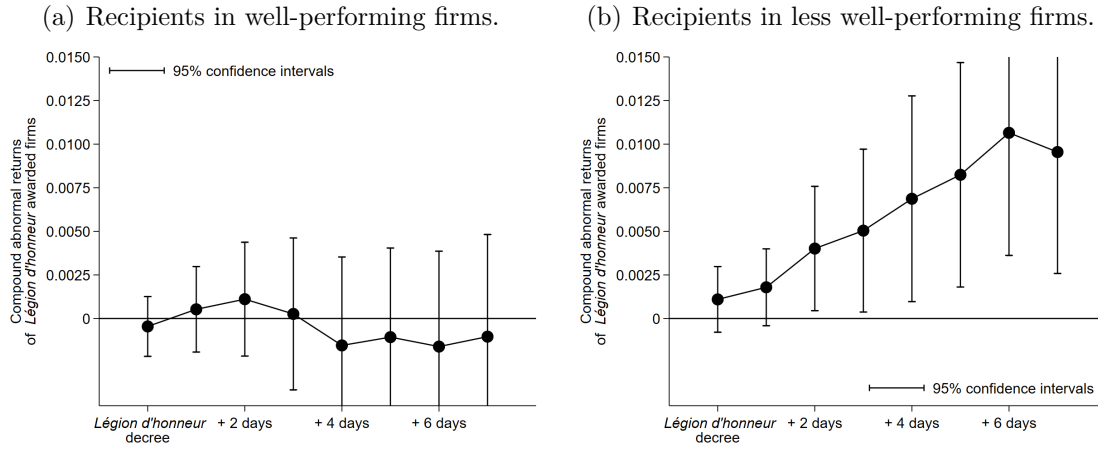 (a) Recipients in well-performing firms.
0.0150
0.0125
0.0100
0.0075
0.0050
0.0025
0
Compound abnormal returns
of Légion d'honneur awarded firms
95% confidence intervals
Légion d'honneur
decree
+ 2 days
+ 4 days
+ 6 days
(b) Recipients in less well-performing firms.
0.0150
0.0125
0.0100
0.0075
0.0050
0.0025
0
Compound abnormal returns
of Légion d'honneur awarded firms
95% confidence intervals
Légion d'honneur
decree
+ 2 days
+ 4 days
+ 6 days